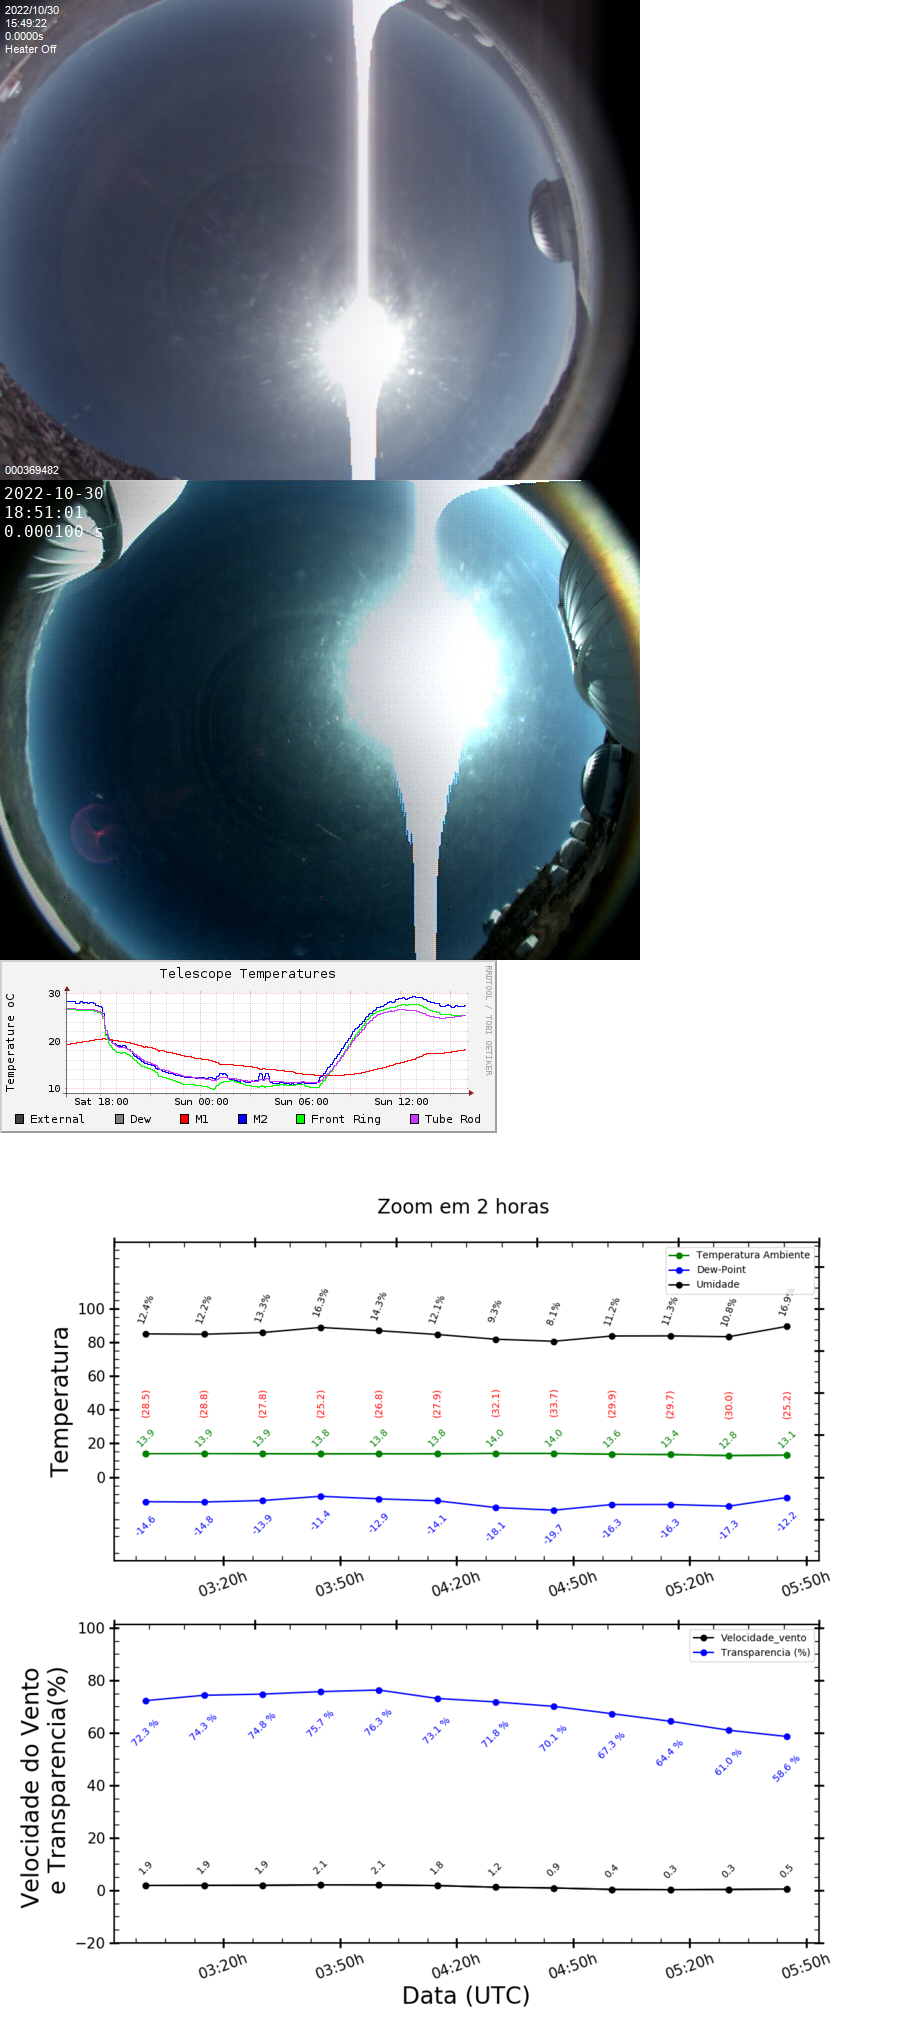 2022/10/30
15:49:22
0.0000s
Heater Off
000369482
2022-10-30
18:51:01
0.000100 s
Telescope Temperatures
Temperature oC
30
20
10
Sat 18:00 Sun 00:00 Sun 06:00 Sun 12:00
External Dew M1 M2 Front Ring Tube Rod
RRDTOOL / TOBI OETIKER
Zoom em 2 horas
Temperatura
Temperatura Ambiente
Dew-Point
Umidade
100
80
60
40
20
0
12.4% 12.2% 13.3% 16.3% 14.3% 12.1% 9.3% 8.1% 11.2% 11.3% 10.8% 16.9%
(28.5) (28.8) (27.8) (25.2) (26.8) (27.9) (32.1) (33.7) (29.9) (29.7) (30.0) (25.2)
13.9 13.9 13.9 13.8 13.8 13.8 14.0 14.0 13.6 13.4 12.8 13.1
-14.6 -14.8 -13.9 -11.4 -12.9 -14.1 -18.1 -19.7 -16.3 -16.3 -17.3 -12.2
03:20h 03:50h 04:20h 04:50h 05:20h 05:50h
Velocidade do Vento
e Transparencia(%)
Velocidade_vento
Transparencia (%)
100
80
60
40
20
0
−20
72.3 % 74.3 % 74.8 % 75.7 % 76.3 % 73.1 % 71.8 % 70.1 % 67.3 % 64.4 % 61.0 % 58.6 %
1.9 1.9 1.9 2.1 2.1 1.8 1.2 0.9 0.4 0.3 0.3 0.5
03:20h 03:50h 04:20h 04:50h 05:20h 05:50h
Data (UTC)